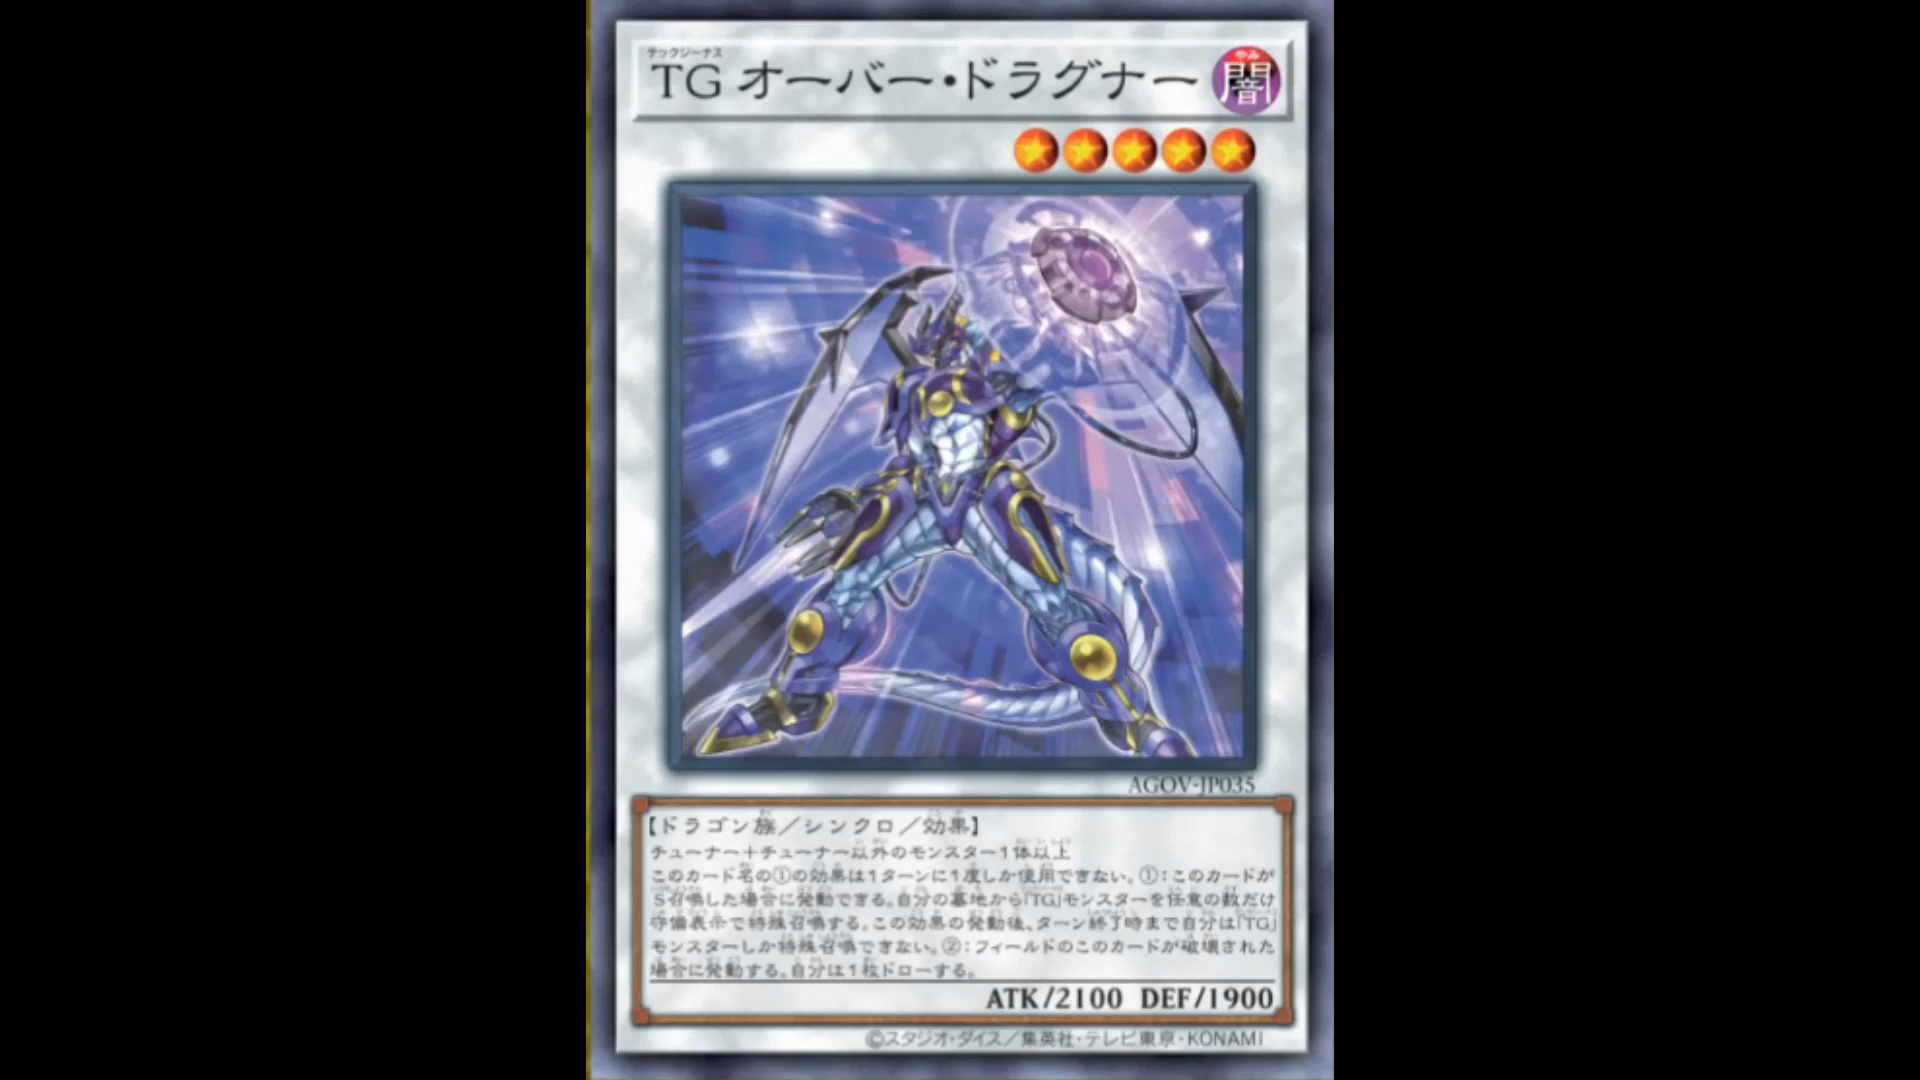 テックジーナス
TG オーバー・ドラグナー
やみ
闇
AGOV-JP035
【ドラゴン族／シンクロ／効果】
チューナー＋チューナー以外のモンスター1体以上
このカード名の①の効果は1ターンに1度しか使用できない。①：このカードが
S召喚した場合に発動できる。自分の墓地から「TG」モンスターを任意の数だけ
守備表示で特殊召喚する。この効果の発動後、ターン終了時まで自分は「TG」
モンスターしか特殊召喚できない。②：フィールドのこのカードが破壊された
場合に発動する。自分は1枚ドローする。
ATK/2100 DEF/1900
©スタジオ・ダイス／集英社・テレビ東京・KONAMI